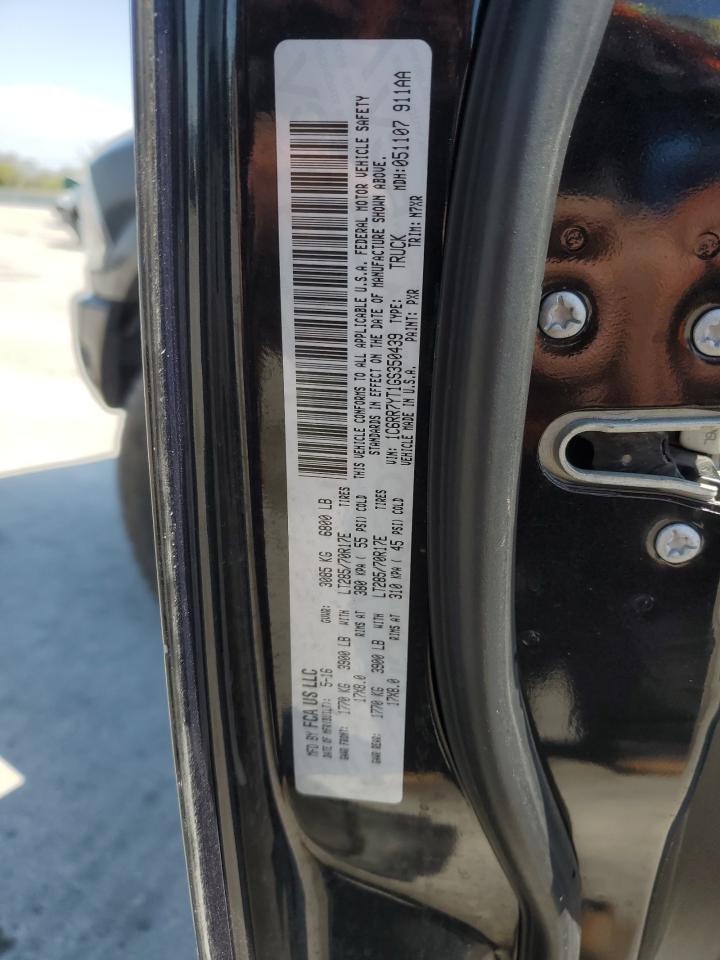 MFD BY FCA US LLC
DATE OF MFR(BUILT): 5-16 GVWR: 3085 KG 6800 LB
GAWR FRONT: 1770 KG 3900 LB WITH LT285/70R17E TIRES
17X8.0 RIMS AT 380 KPA ( 55 PSI) COLD
GAWR REAR: 1770 KG 3900 LB WITH LT285/70R17E TIRES
17X8.0 RIMS AT 310 KPA ( 45 PSI) COLD
THIS VEHICLE CONFORMS TO ALL APPLICABLE U.S.A. FEDERAL MOTOR VEHICLE SAFETY
STANDARDS IN EFFECT ON THE DATE OF MANUFACTURE SHOWN ABOVE.
VIN: 1C6RR7YT1GS350439 TYPE: TRUCK MDH:051107 911AA
VEHICLE MADE IN U.S.A. PAINT: PXR TRIM: N7XR